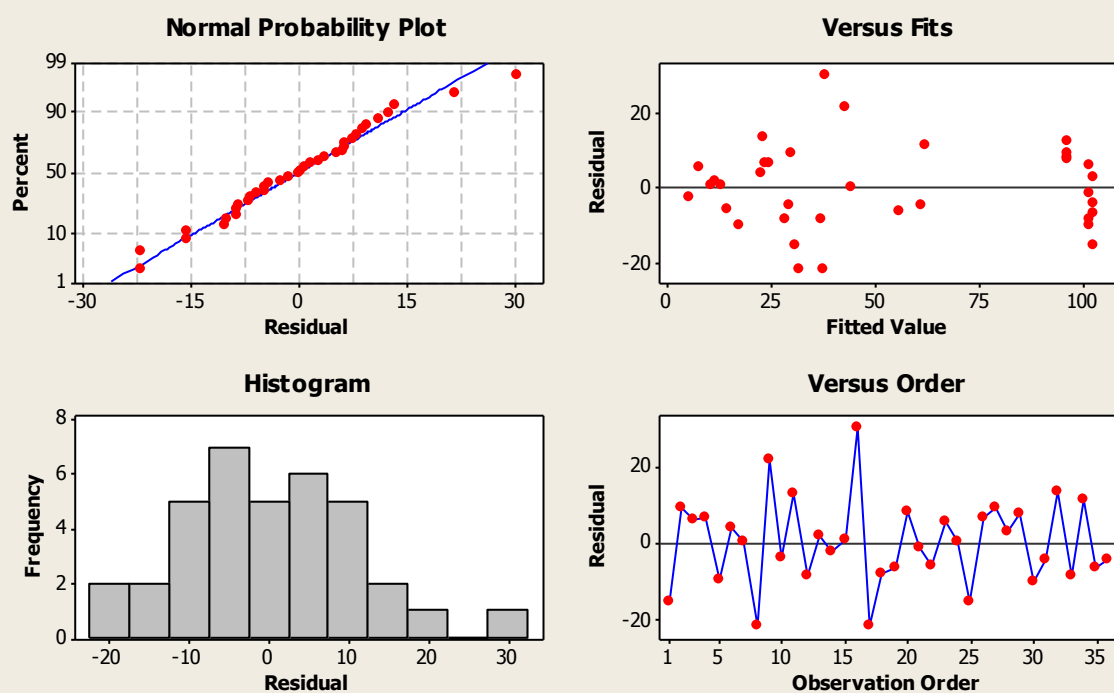 Normal Probability Plot
99
90
50
10
1
Percent
-30 -15 0 15 30
Residual
Versus Fits
20
0
-20
Residual
0 25 50 75 100
Fitted Value
Histogram
8
6
4
2
0
Frequency
-20 -10 0 10 20 30
Residual
Versus Order
20
0
-20
Residual
1 5 10 15 20 25 30 35
Observation Order